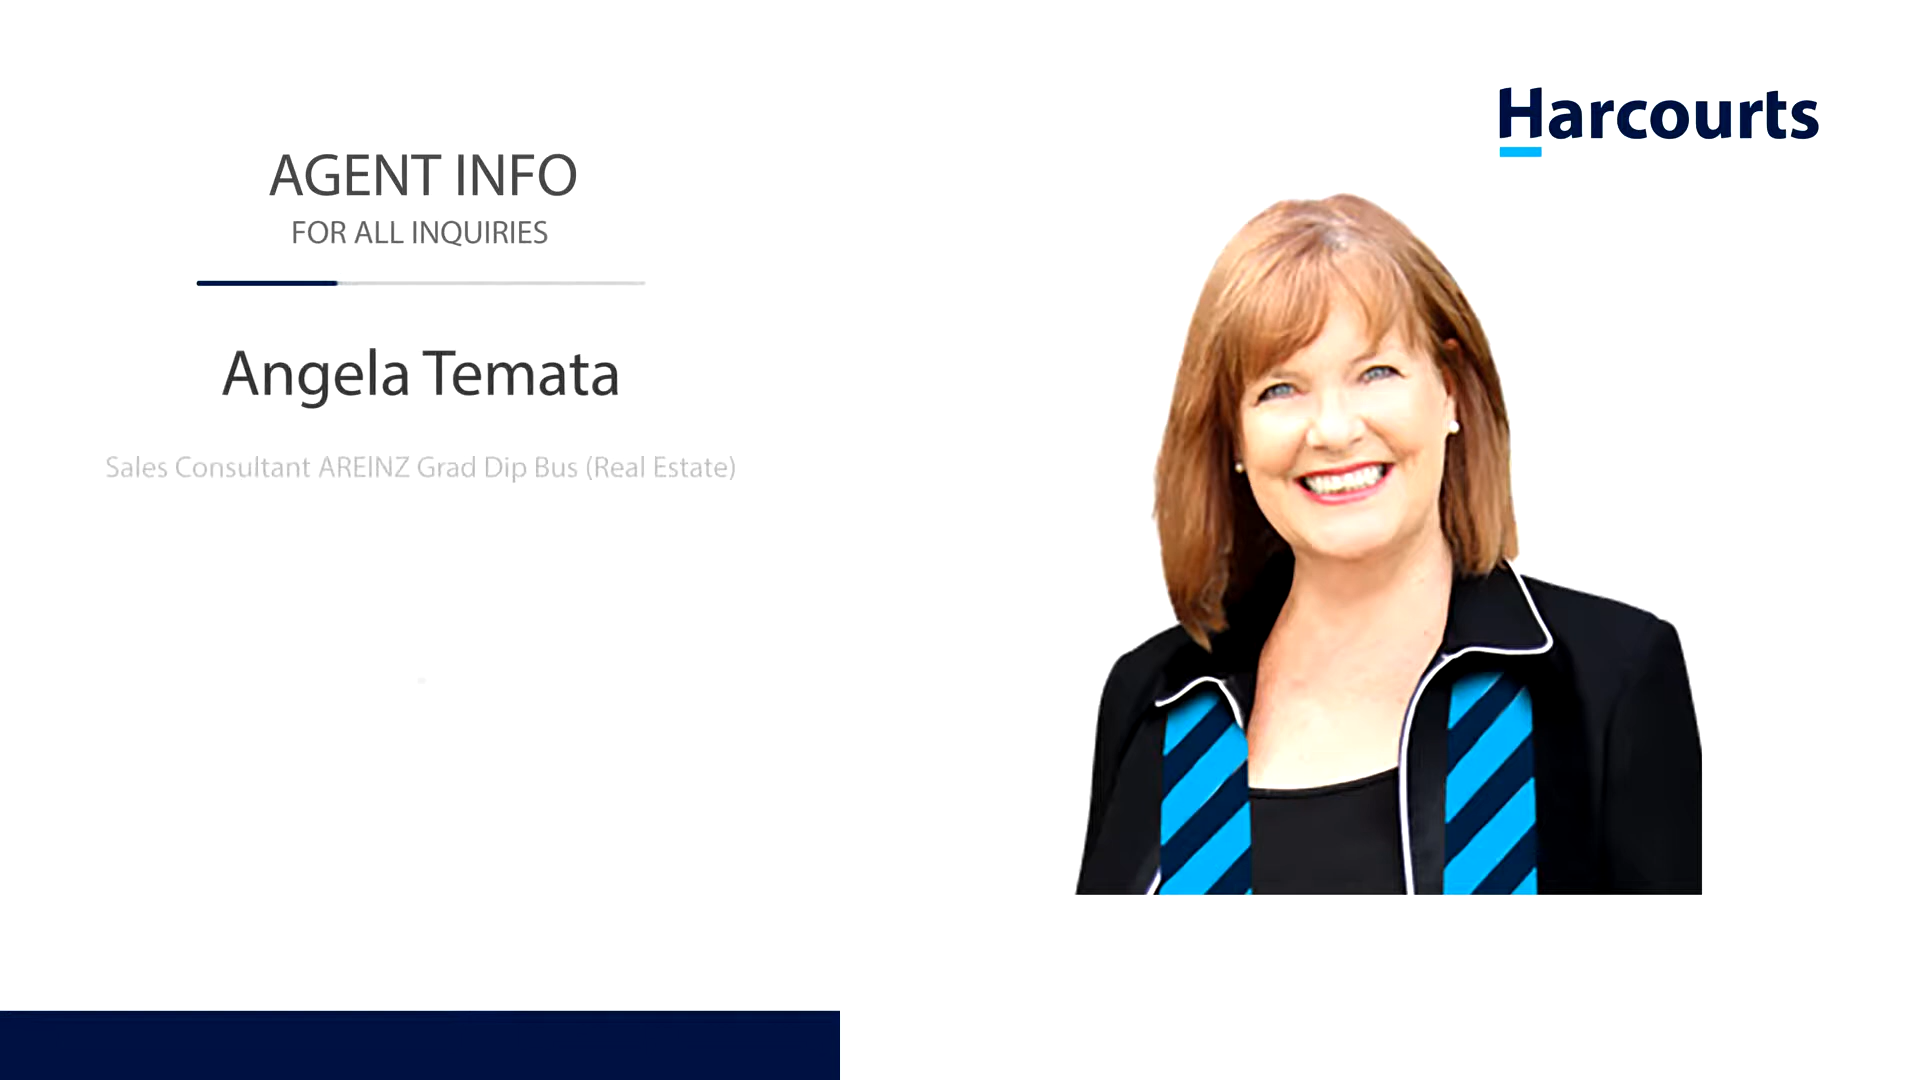 Harcourts
AGENT INFO
FOR ALL INQUIRIES
Angela Temata
Sales Consultant AREINZ Grad Dip Bus (Real Estate)